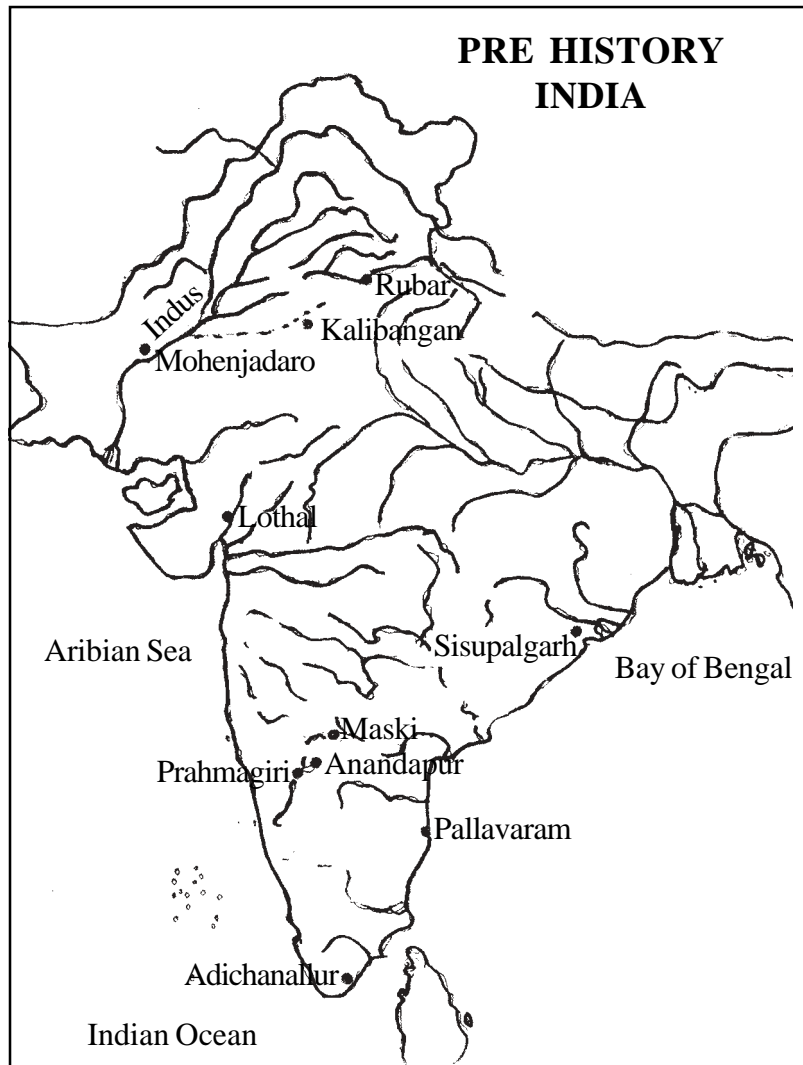 PRE HISTORY
INDIA
Rubar
Indus
Kalibangan
Mohenjadaro
Lothal
Aribian Sea
Sisupalgarh
Bay of Bengal
Maski
Anandapur
Prahmagiri
Pallavaram
Adichanallur
Indian Ocean